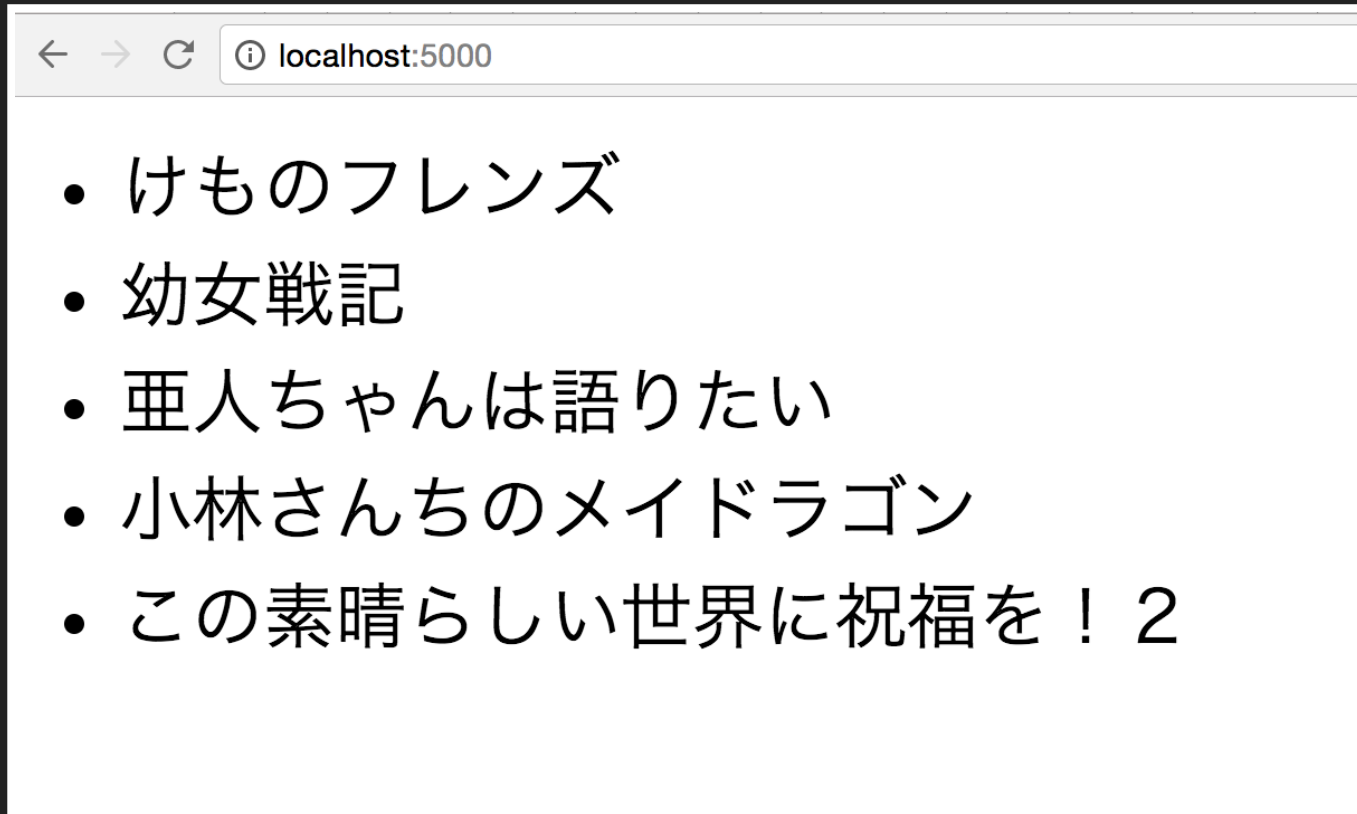 localhost:5000
けものフレンズ
幼女戦記
亜人ちゃんは語りたい
小林さんちのメイドラゴン
この素晴らしい世界に祝福を！２